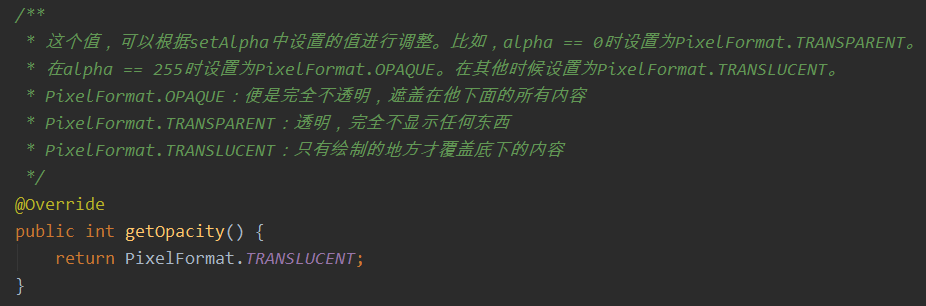 /**
 * 这个值，可以根据setAlpha中设置的值进行调整。比如，alpha == 0时设置为PixelFormat.TRANSPARENT。
 * 在alpha == 255时设置为PixelFormat.OPAQUE。在其他时候设置为PixelFormat.TRANSLUCENT。
 * PixelFormat.OPAQUE：便是完全不透明，遮盖在他下面的所有内容
 * PixelFormat.TRANSPARENT：透明，完全不显示任何东西
 * PixelFormat.TRANSLUCENT：只有绘制的地方才覆盖底下的内容
 */
@Override
public int getOpacity() {
    return PixelFormat.TRANSLUCENT;
}